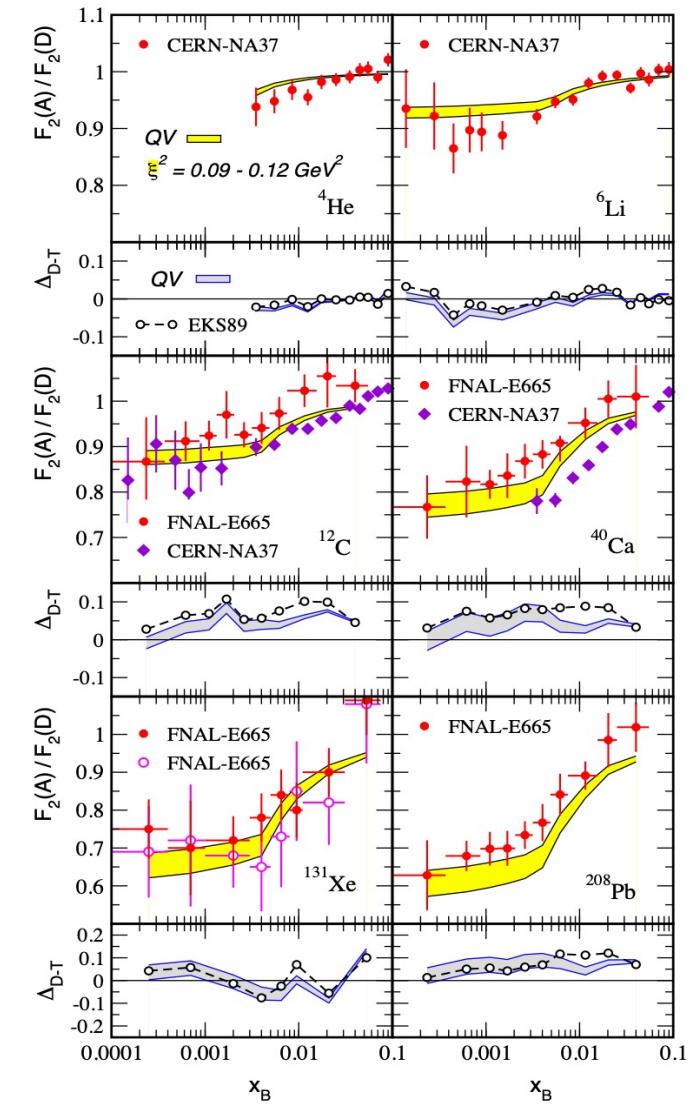 1.1
1
0.9
0.8
F₂(A) / F₂(D)
CERN-NA37
QV
ξ² = 0.09 - 0.12 GeV²
⁴He
CERN-NA37
⁶Li
0.1
0
-0.1
Δ_D-T
QV
EKS89
1
0.9
0.8
0.7
F₂(A) / F₂(D)
FNAL-E665
CERN-NA37
¹²C
FNAL-E665
CERN-NA37
⁴⁰Ca
0.1
0
-0.1
Δ_D-T
1
0.9
0.8
0.7
0.6
F₂(A) / F₂(D)
FNAL-E665
FNAL-E665
¹³¹Xe
FNAL-E665
²⁰⁸Pb
0.2
0.1
0
-0.1
-0.2
Δ_D-T
0.0001 0.001 0.01 0.1 0.001 0.01 0.1
x_B x_B